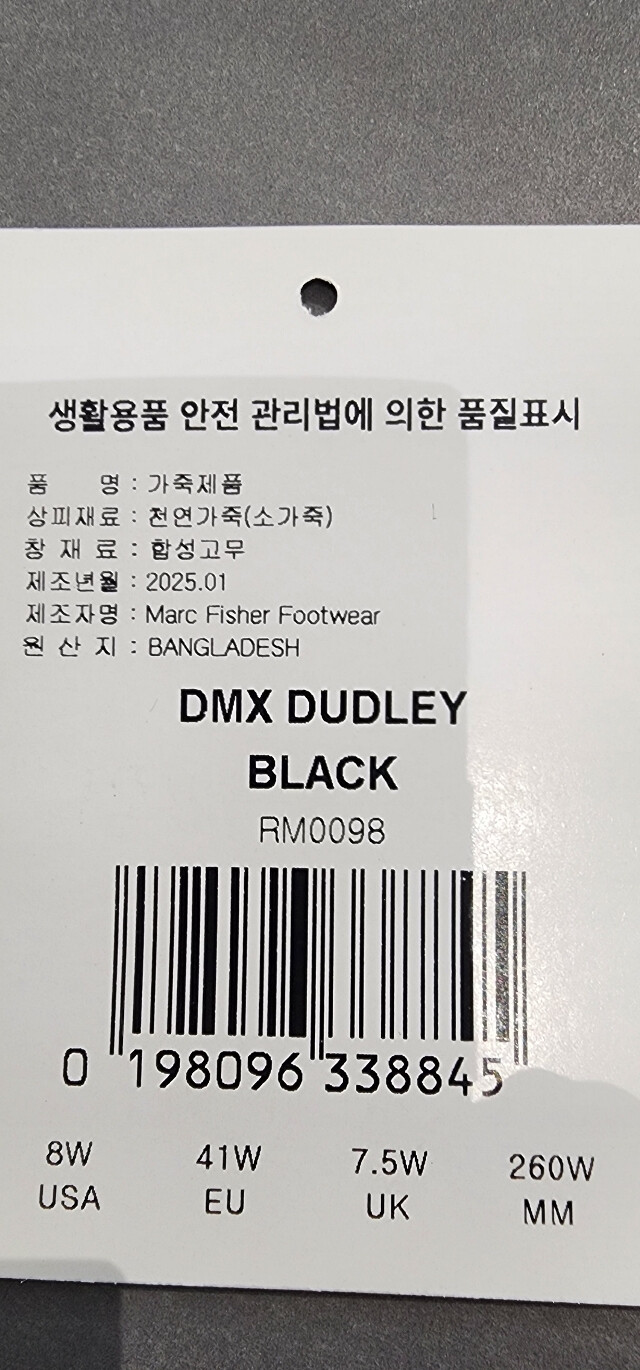 생활용품 안전 관리법에 의한 품질표시
품 명 : 가죽제품
상피재료 : 천연가죽(소가죽)
창 재 료 : 합성고무
제조년월 : 2025.01
제조자명 : Marc Fisher Footwear
원 산 지 : BANGLADESH
DMX DUDLEY
BLACK
RM0098
0 198096 338845
8W 41W 7.5W 260W
USA EU UK MM